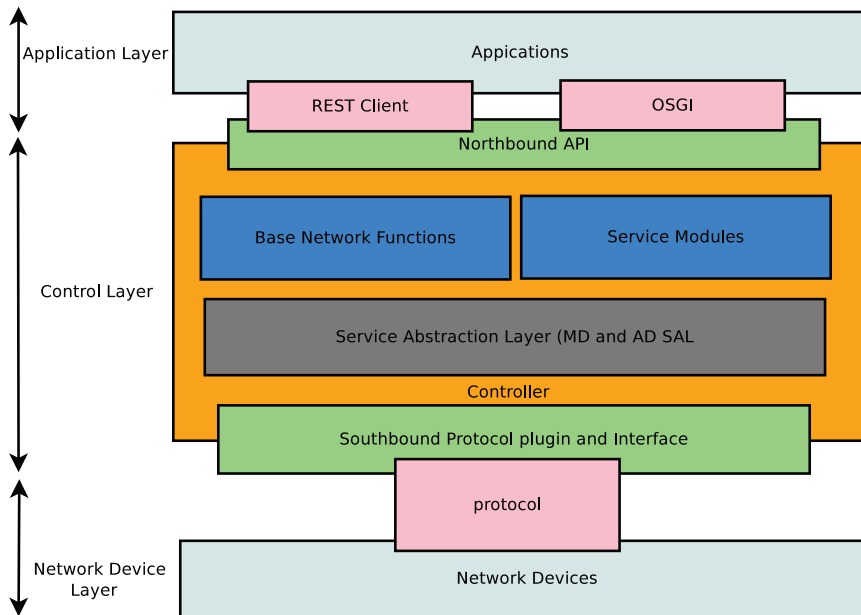 Application Layer
Appications
REST Client
OSGI
Northbound API
Base Network Functions
Service Modules
Control Layer
Service Abstraction Layer (MD and AD SAL
Controller
Southbound Protocol plugin and Interface
protocol
Network Device
Layer
Network Devices